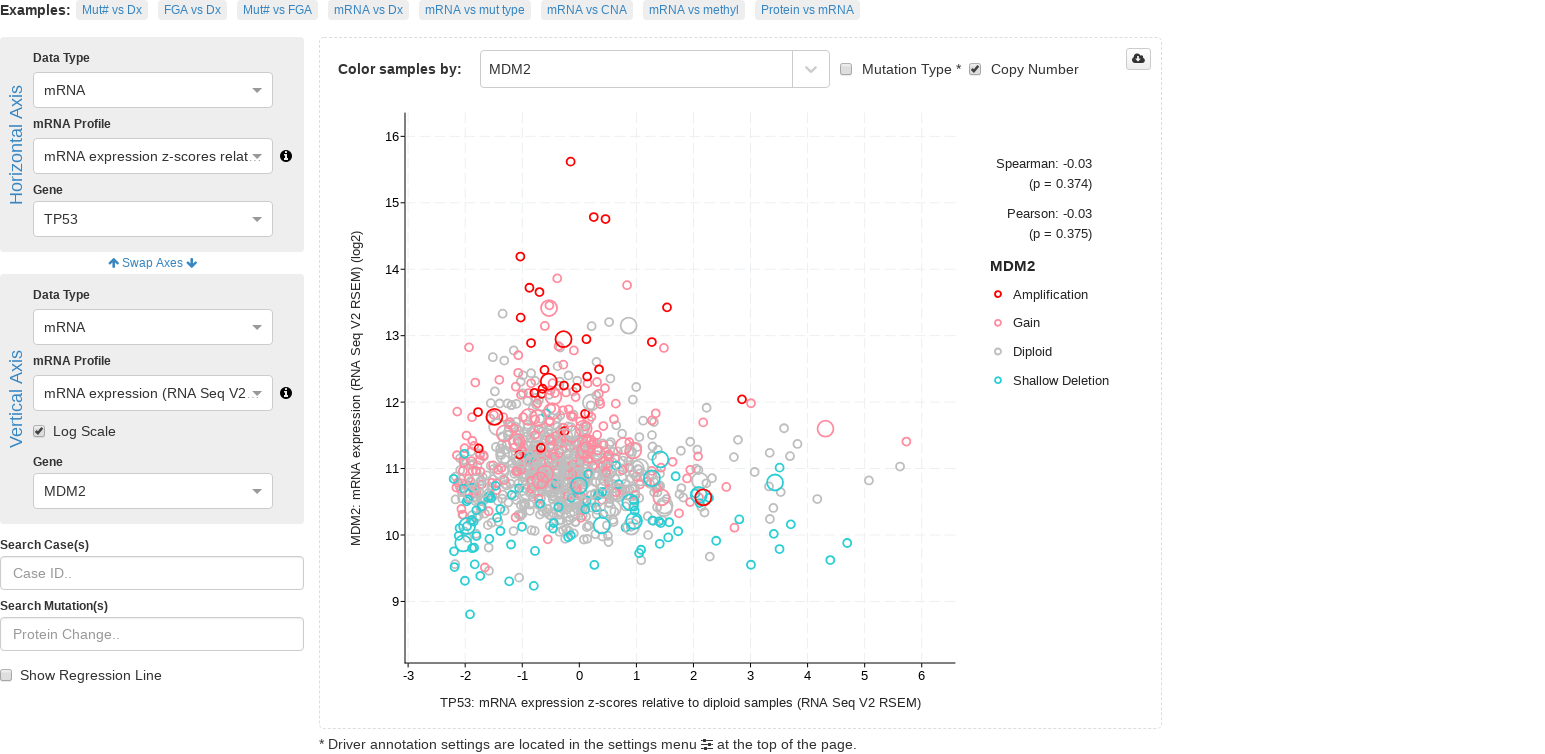 Examples: Mut# vs Dx FGA vs Dx Mut# vs FGA mRNA vs Dx mRNA vs mut type mRNA vs CNA mRNA vs methyl Protein vs mRNA
Horizontal Axis
Data Type
mRNA
mRNA Profile
mRNA expression z-scores relat...
Gene
TP53
Swap Axes
Vertical Axis
Data Type
mRNA
mRNA Profile
mRNA expression (RNA Seq V2...
Log Scale
Gene
MDM2
Search Case(s)
Case ID..
Search Mutation(s)
Protein Change..
Show Regression Line
Color samples by: MDM2 Mutation Type * Copy Number
MDM2: mRNA expression (RNA Seq V2 RSEM) (log2)
16
15
14
13
12
11
10
9
-3 -2 -1 0 1 2 3 4 5 6
TP53: mRNA expression z-scores relative to diploid samples (RNA Seq V2 RSEM)
Spearman: -0.03
(p = 0.374)
Pearson: -0.03
(p = 0.375)
MDM2
Amplification
Gain
Diploid
Shallow Deletion
* Driver annotation settings are located in the settings menu at the top of the page.